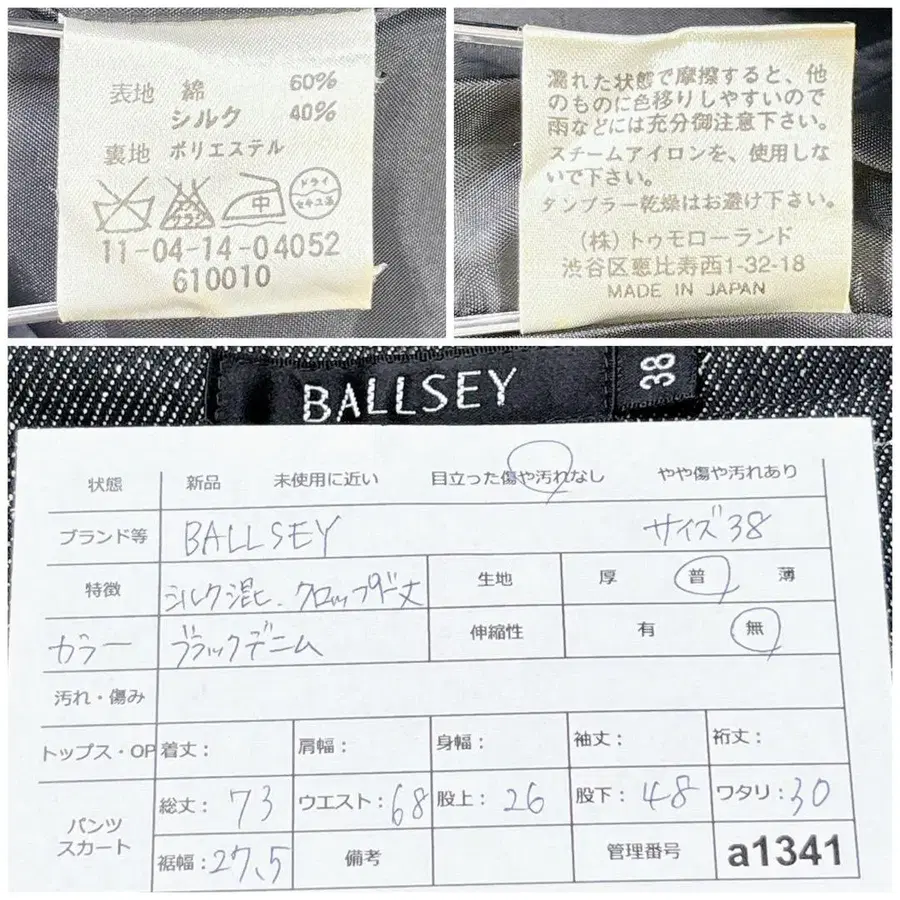 表地 綿 60%
シルク 40%
裏地 ポリエステル
エンソ サラシ 中 ドライ セキユ系
11-04-14-04052
610010
濡れた状態で摩擦すると、他
のものに色移りしやすいので
雨などには充分御注意下さい。
スチームアイロンを、使用しな
いで下さい。
タンブラー乾燥はお避け下さい。
(株)トゥモローランド
渋谷区恵比寿西1-32-18
MADE IN JAPAN
BALLSEY 38
状態 新品 未使用に近い 目立った傷や汚れなし やや傷や汚れあり
ブランド等 BALLSEY サイズ38
特徴 シルク混ヒ、クロップド丈 生地 厚 普 薄
カラー ブラックデニム 伸縮性 有 無
汚れ・傷み
トップス・OP 着丈: 肩幅: 身幅: 袖丈: 裄丈:
パンツ スカート 総丈:73 ウエスト:68 股上:26 股下:48 ワタリ:30
裾幅:27.5 備考 管理番号 a1341